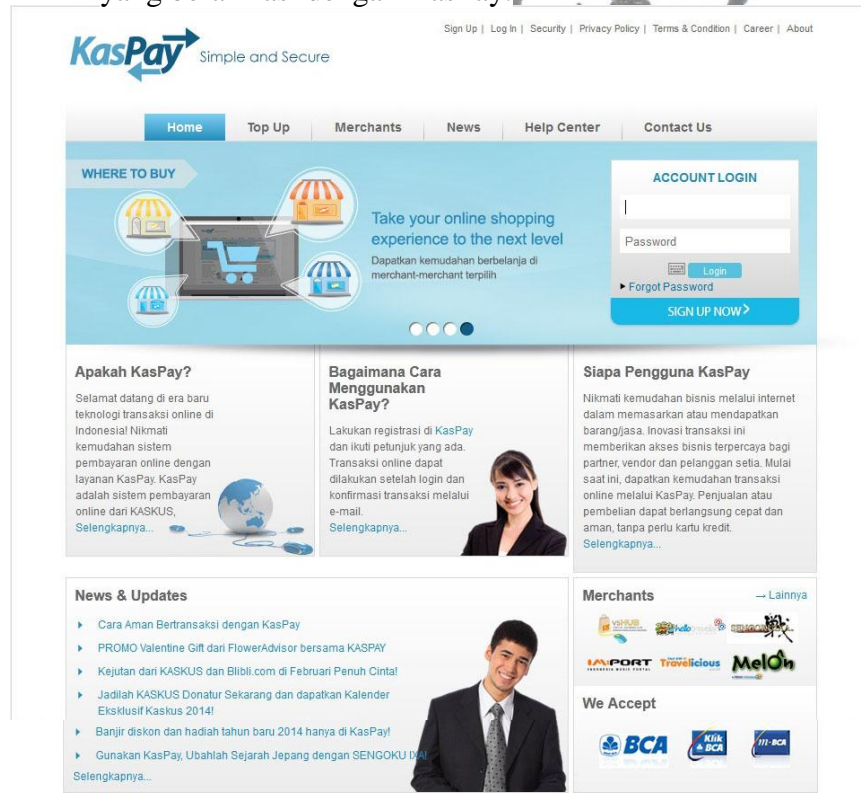 KasPay Simple and Secure
Sign Up | Log In | Security | Privacy Policy | Terms & Condition | Career | About
Home Top Up Merchants News Help Center Contact Us
WHERE TO BUY
Take your online shopping
experience to the next level
Dapatkan kemudahan berbelanja di
merchant-merchant terpilih
ACCOUNT LOGIN
Password
Login
Forgot Password
SIGN UP NOW >
Apakah KasPay?
Selamat datang di era baru
teknologi transaksi online di
Indonesia! Nikmati
kemudahan sistem
pembayaran online dengan
layanan KasPay. KasPay
adalah sistem pembayaran
online dari KASKUS,
Selengkapnya...
Bagaimana Cara
Menggunakan
KasPay?
Lakukan registrasi di KasPay
dan ikuti petunjuk yang ada.
Transaksi online dapat
dilakukan setelah login dan
konfirmasi transaksi melalui
e-mail.
Selengkapnya...
Siapa Pengguna KasPay
Nikmati kemudahan bisnis melalui internet
dalam memasarkan atau mendapatkan
barang/jasa. Inovasi transaksi ini
memberikan akses bisnis terpercaya bagi
partner, vendor dan pelanggan setia. Mulai
saat ini, dapatkan kemudahan transaksi
online melalui KasPay. Penjualan atau
pembelian dapat berlangsung cepat dan
aman, tanpa perlu kartu kredit.
Selengkapnya...
News & Updates
Cara Aman Bertransaksi dengan KasPay
PROMO Valentine Gift dari FlowerAdvisor bersama KASPAY
Kejutan dari KASKUS dan Blibli.com di Februari Penuh Cinta!
Jadilah KASKUS Donatur Sekarang dan dapatkan Kalender
Eksklusif Kaskus 2014!
Banjir diskon dan hadiah tahun baru 2014 hanya di KasPay!
Gunakan KasPay, Ubahlah Sejarah Jepang dengan SENGOKU IXA!
Selengkapnya...
Merchants → Lainnya
VSHUB
IMPORT Travelicious Melon
We Accept
BCA Klik BCA m-BCA